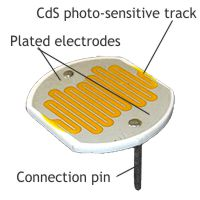 CdS photo-sensitive track
Plated electrodes
Connection pin